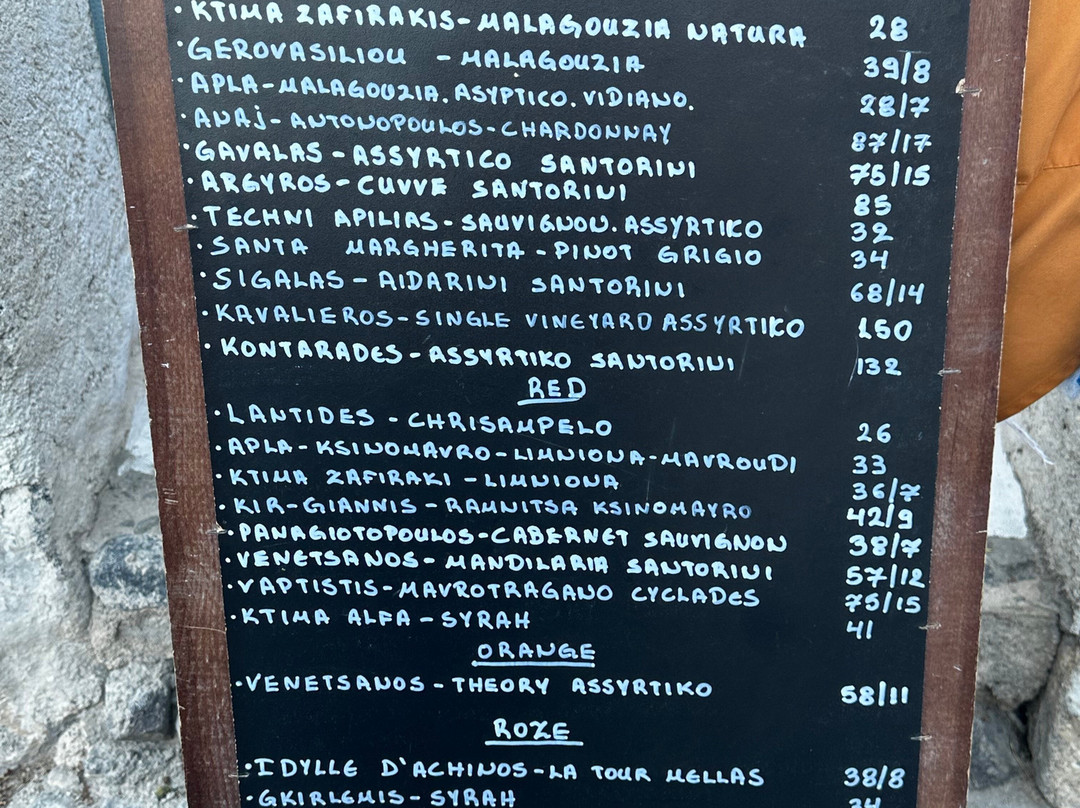 ·KTIMA ZAFIRAKIS-MALAGOUZIA NATURA 28
·GEROVASILIOU -MALAGOUZIA 39/8
·APLA-MALAGOUZIA.ASYPTICO.VIDIANO. 28/7
·ANAJ-ANTONOPOULOS-CHARDONNAY 87/17
·GAVALAS-ASSYRTICO SANTORINI 75/15
·ARGYROS-CUVVE SANTORINI 85
·TECHNI APILIAS-SAUVIGNON.ASSYRTIKO 32
·SANTA MARGHERITA-PINOT GRIGIO 34
·SIGALAS-AIDARINI SANTORINI 68/14
·KAVALIEROS-SINGLE VINEYARD ASSYRTIKO 150
·KONTARADES-ASSYRTIKO SANTORINI 132
RED
·LANTIDES-CHRISAMPELO 26
·APLA-KSINOMAVRO-LIMNIONA-MAVROUDI 33
·KTIMA ZAFIRAKI-LIMNIONA 36/7
·KIR-GIANNIS-RAMNITSA KSINOMAVRO 42/9
·PANAGIOTOPOULOS-CABERNET SAUVIGNON 38/7
·VENETSANOS-MANDILARIA SANTORINI 57/12
·VAPTISTIS-MAVROTRAGANO CYCLADES 75/15
·KTIMA ALFA-SYRAH 41
ORANGE
·VENETSANOS-THEORY ASSYRTIKO 58/11
ROZE
·IDYLLE D'ACHINOS-LA TOUR MELLAS 38/8
·GKIRLEMIS-SYRAH 34